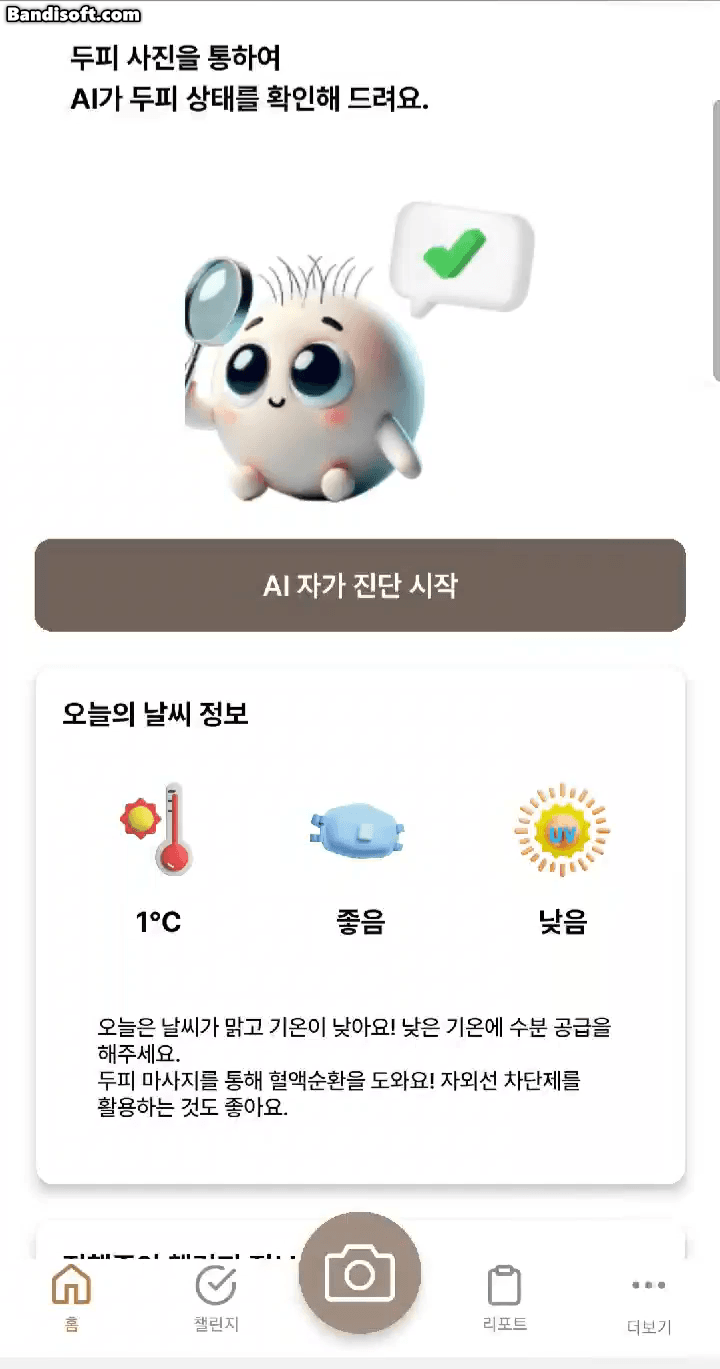 Bandisoft.com
두피 사진을 통하여
AI가 두피 상태를 확인해 드려요.
AI 자가 진단 시작
오늘의 날씨 정보
UV
1°C
좋음
낮음
오늘은 날씨가 맑고 기온이 낮아요! 낮은 기온에 수분 공급을
해주세요.
두피 마사지를 통해 혈액순환을 도와요! 자외선 차단제를
활용하는 것도 좋아요.
홈
챌린지
리포트
더보기